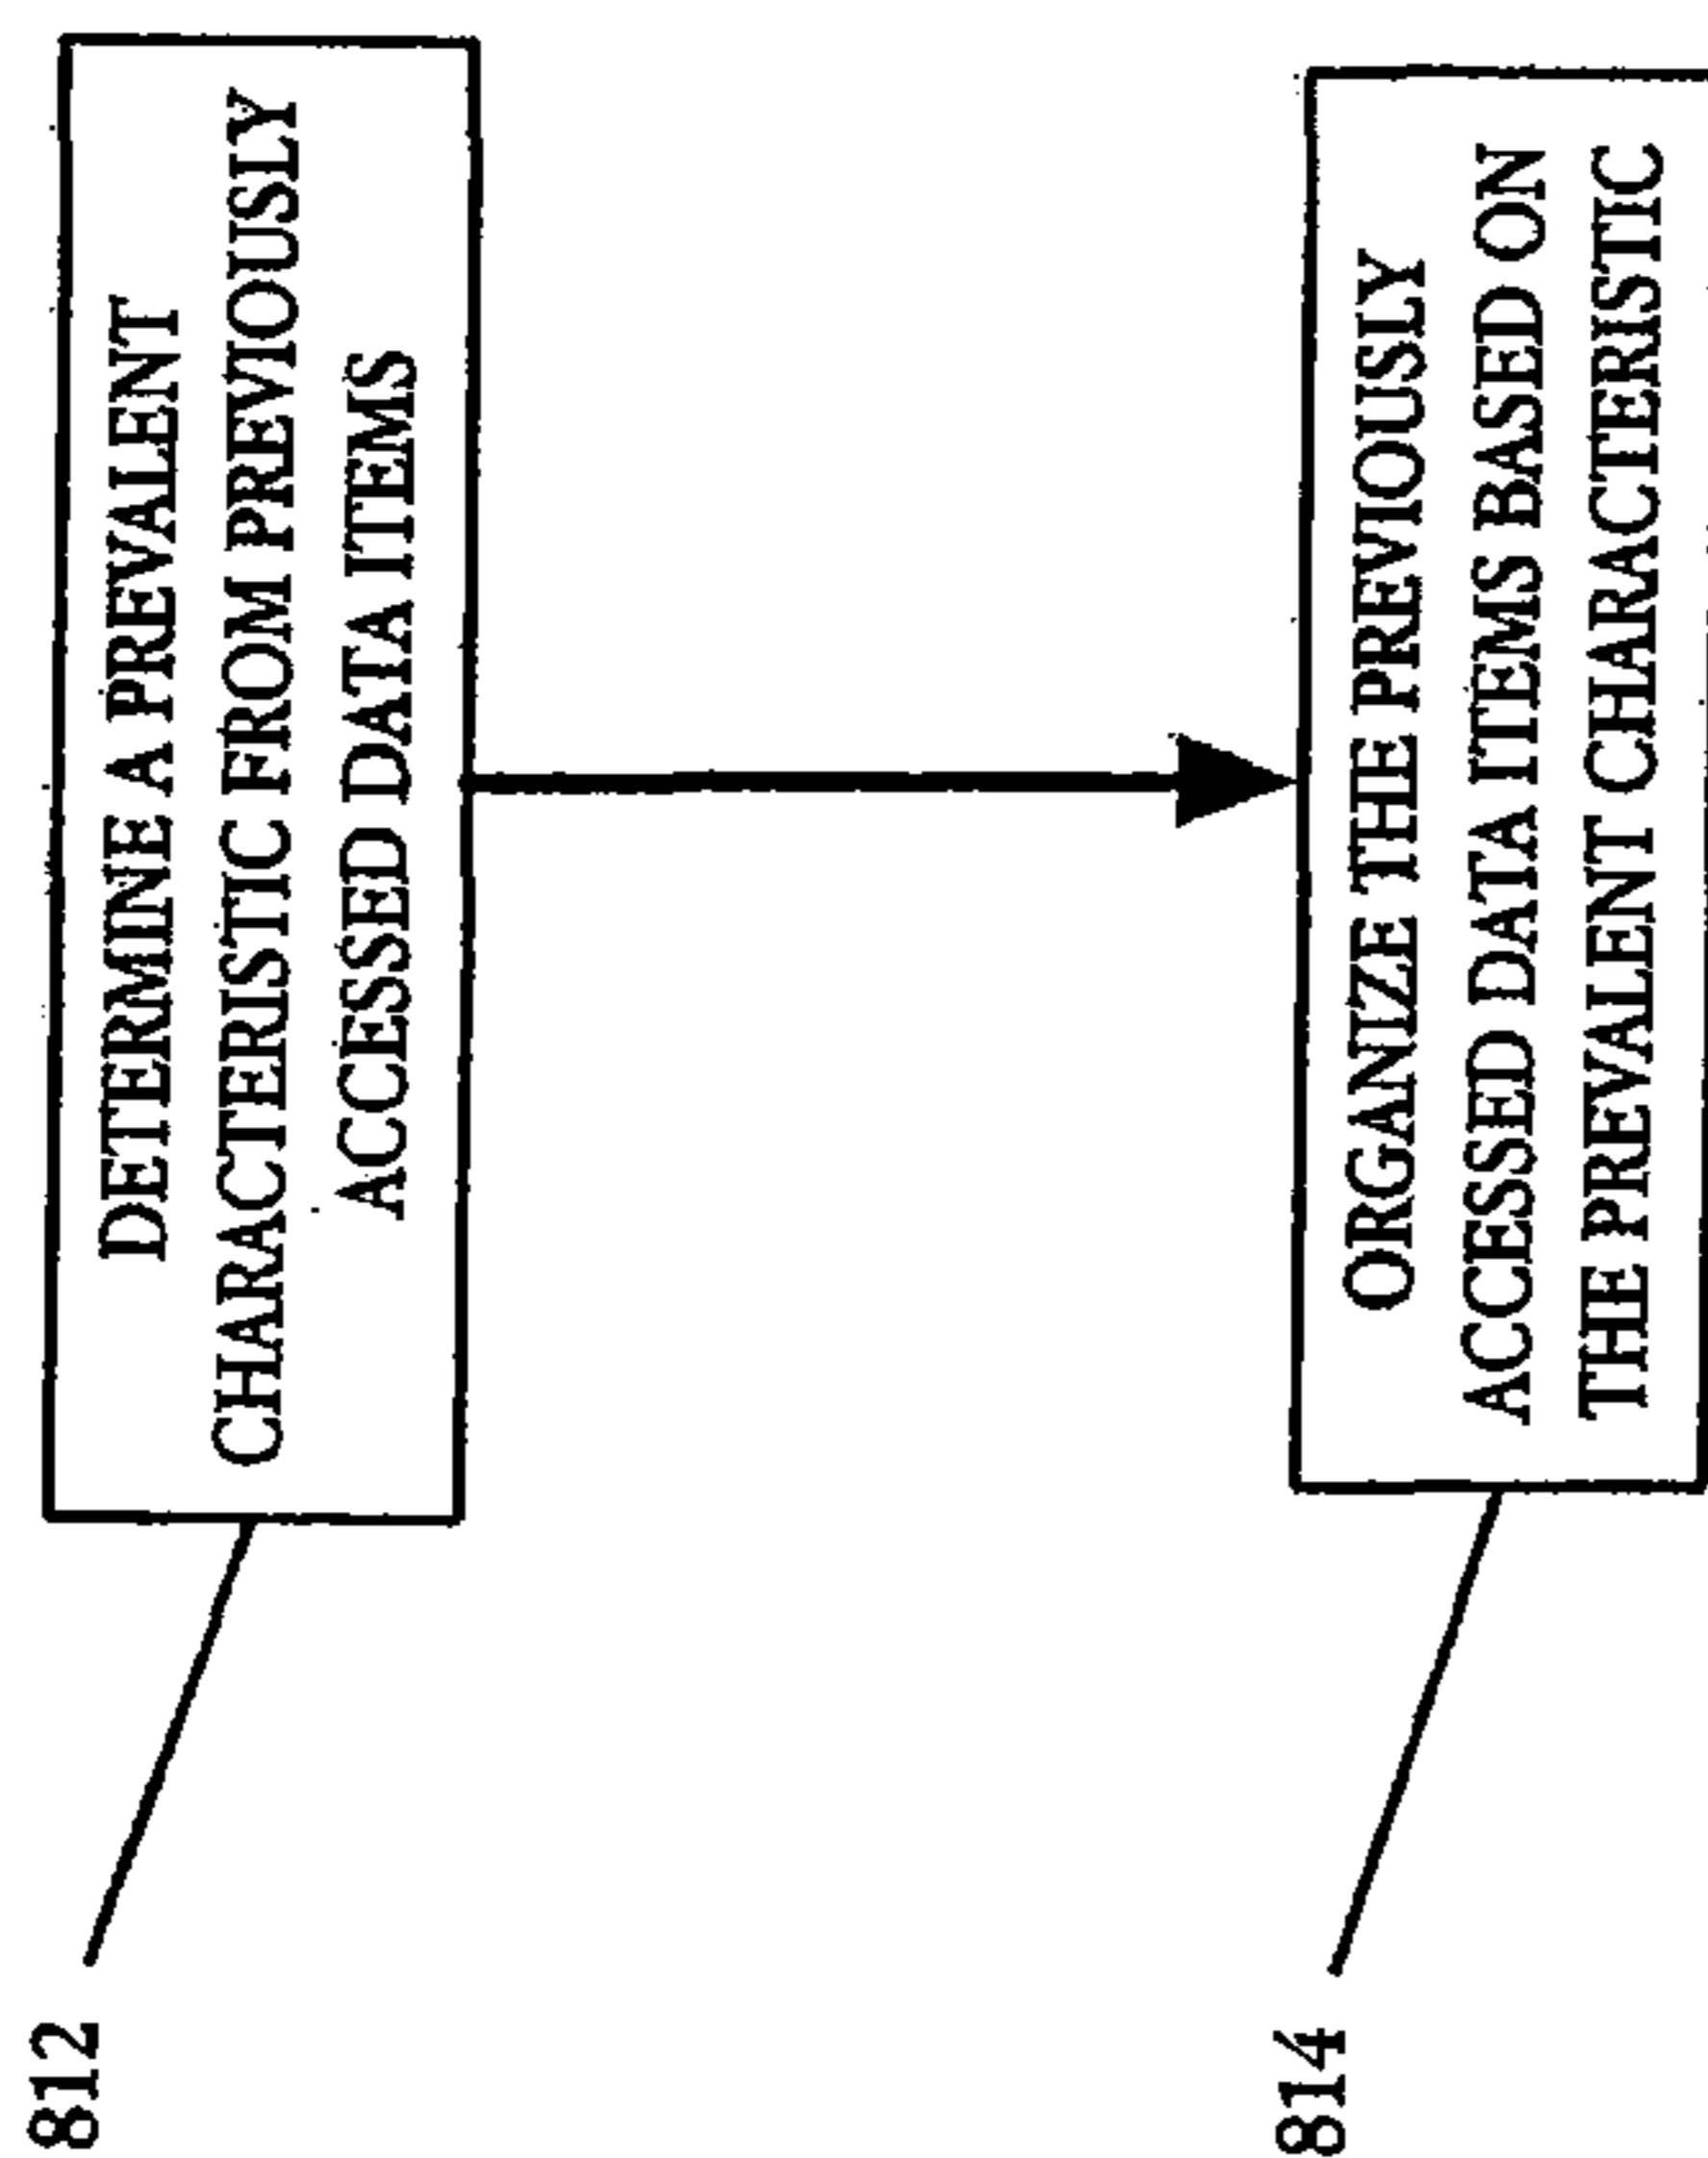 812
DETERMINE A PREVALENT
CHARACTERISTIC FROM PREVIOUSLY
ACCESSED DATA ITEMS
814
ORGANIZE THE PREVIOUSLY
ACCESSED DATA ITEMS BASED ON
THE PREVALENT CHARACTERISTIC